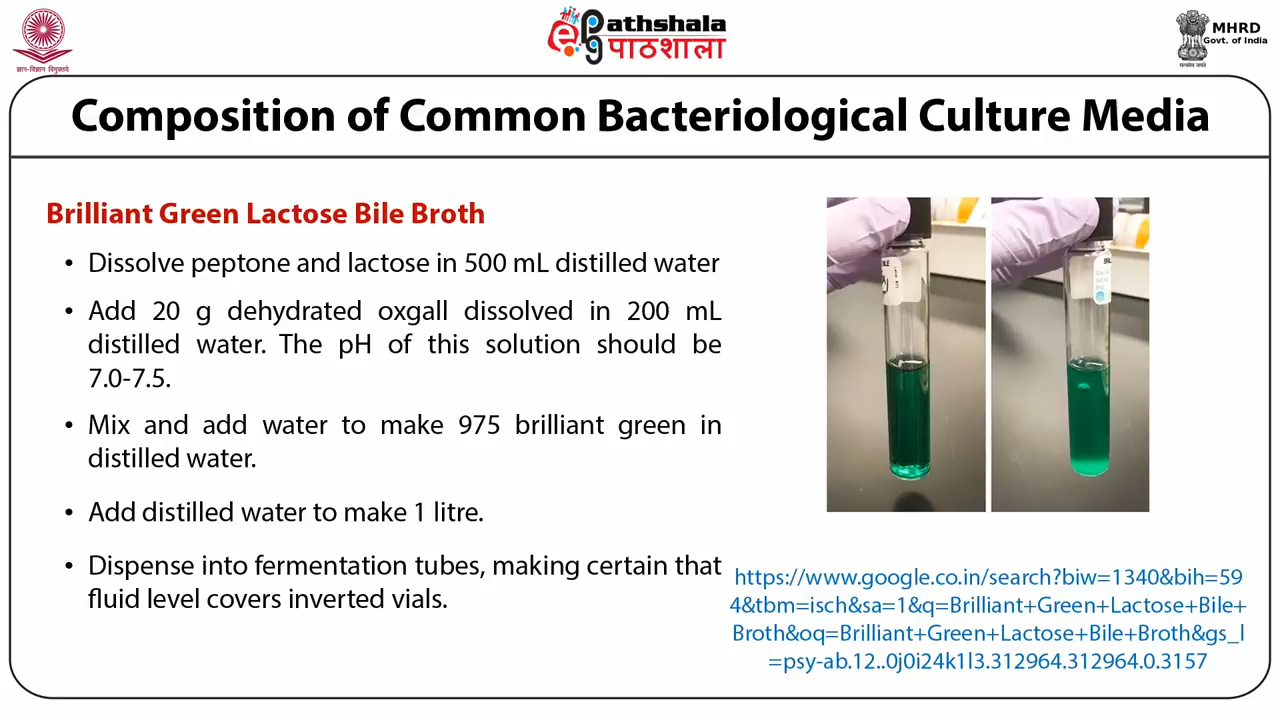 ज्ञान-विज्ञान विमुक्तये
ePathshala
पाठशाला
MHRD
Govt. of India
सत्यमेव जयते
Composition of Common Bacteriological Culture Media
Brilliant Green Lactose Bile Broth
• Dissolve peptone and lactose in 500 mL distilled water
• Add 20 g dehydrated oxgall dissolved in 200 mL
distilled water. The pH of this solution should be
7.0-7.5.
• Mix and add water to make 975 brilliant green in
distilled water.
• Add distilled water to make 1 litre.
• Dispense into fermentation tubes, making certain that
fluid level covers inverted vials.
https://www.google.co.in/search?biw=1340&bih=59
4&tbm=isch&sa=1&q=Brilliant+Green+Lactose+Bile+
Broth&oq=Brilliant+Green+Lactose+Bile+Broth&gs_l
=psy-ab.12..0j0i24k1l3.312964.312964.0.3157